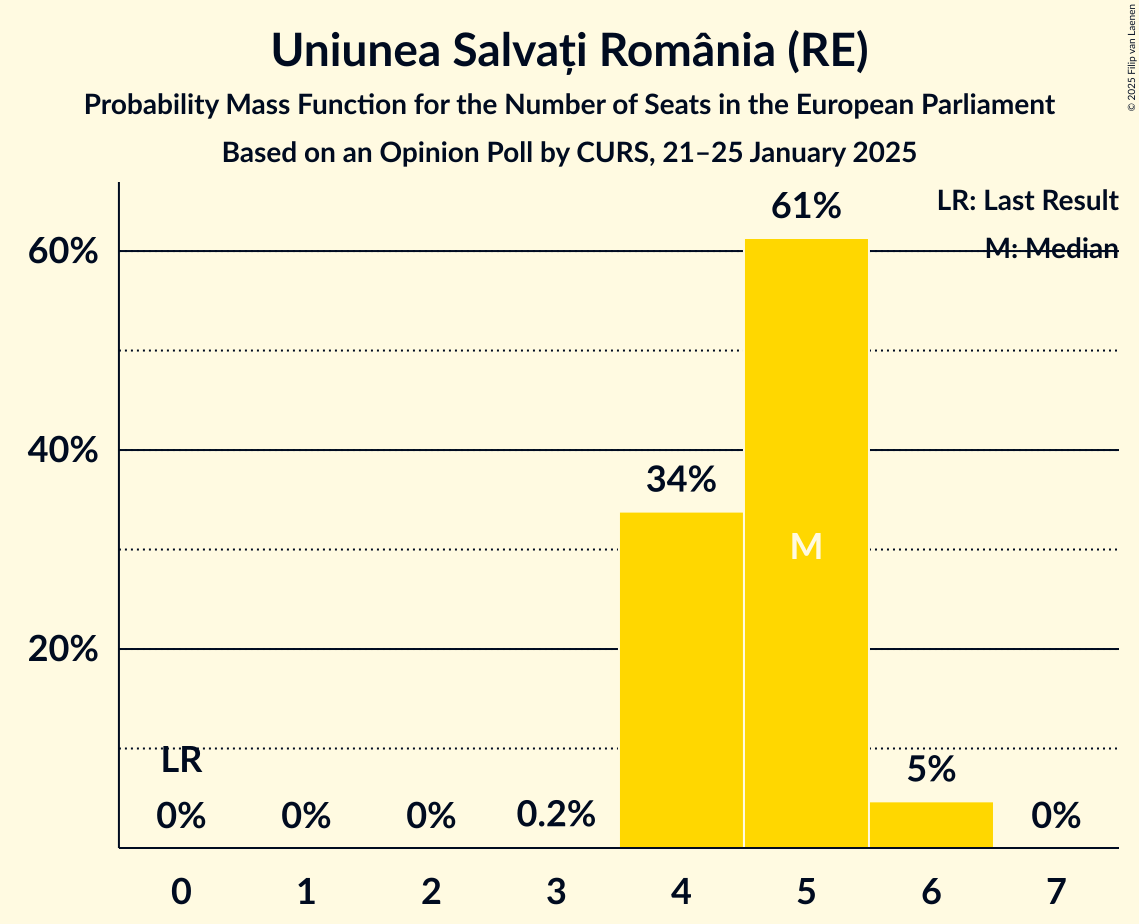 Uniunea Salvați România (RE)
Probability Mass Function for the Number of Seats in the European Parliament
Based on an Opinion Poll by CURS, 21–25 January 2025
© 2025 Filip van Laenen
LR: Last Result
M: Median
61%
60%
40%
34%
M
20%
LR
5%
0%
0%
0%
0.2%
0%
0
1
2
3
4
5
6
7